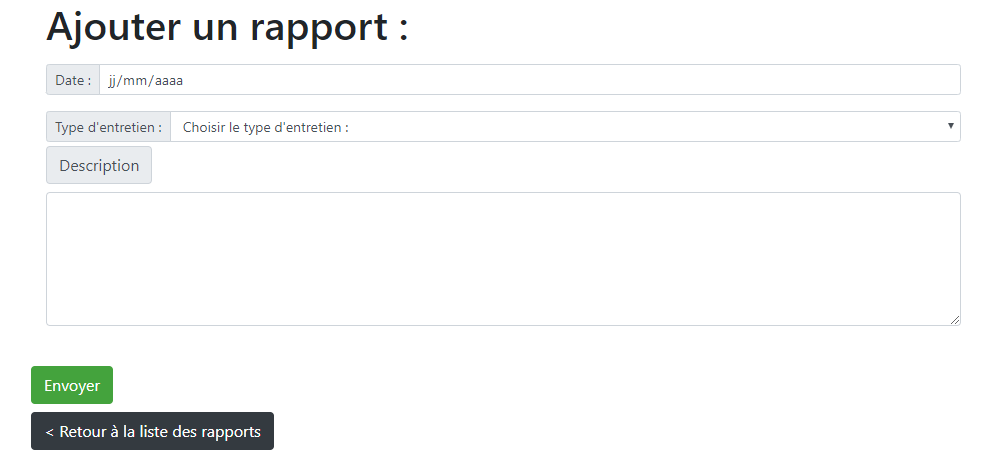 Ajouter un rapport :
Date : jj/mm/aaaa
Type d'entretien : Choisir le type d'entretien :
Description
Envoyer
< Retour à la liste des rapports